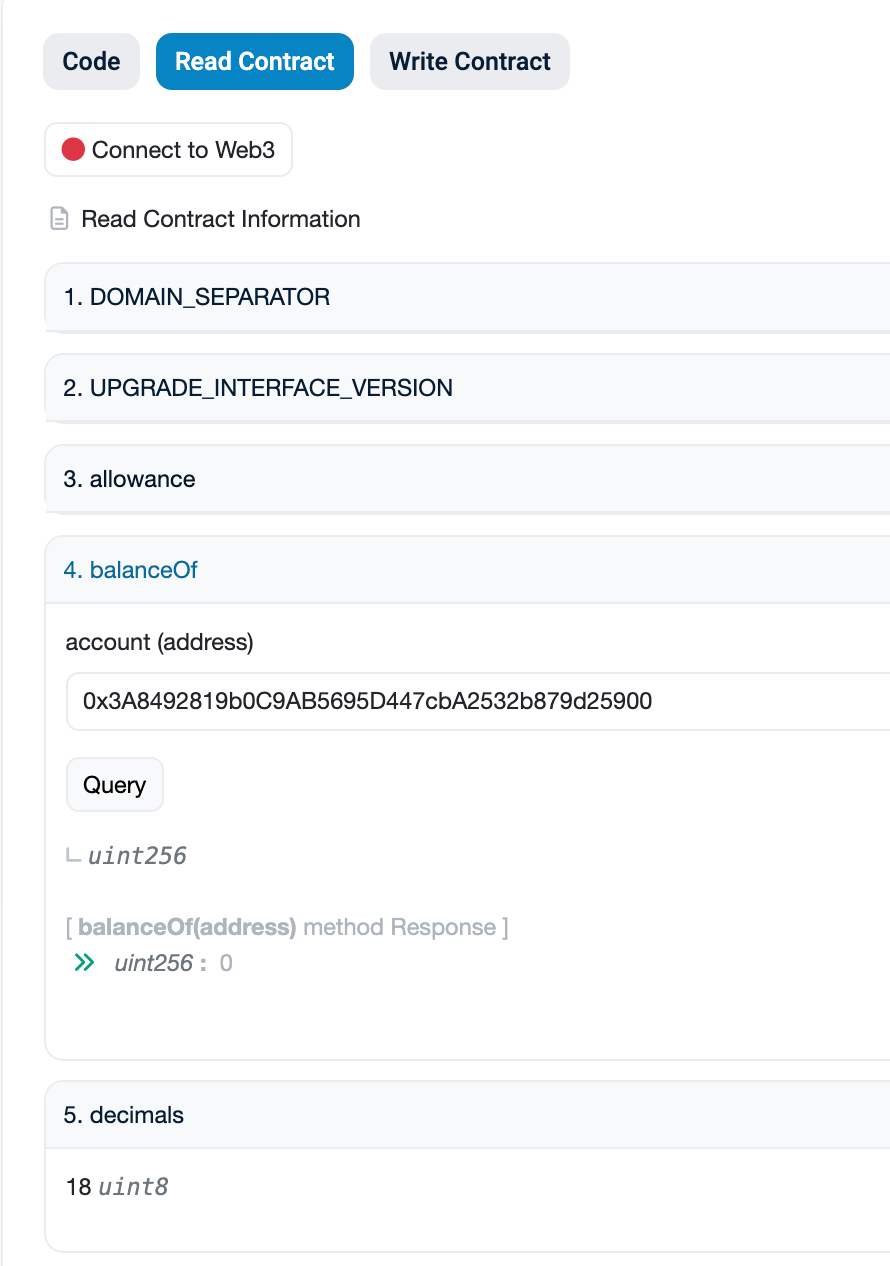 Code Read Contract Write Contract
Connect to Web3
Read Contract Information
1. DOMAIN_SEPARATOR
2. UPGRADE_INTERFACE_VERSION
3. allowance
4. balanceOf
account (address)
0x3A8492819b0C9AB5695D447cbA2532b879d25900
Query
uint256
[ balanceOf(address) method Response ]
uint256 : 0
5. decimals
18 uint8